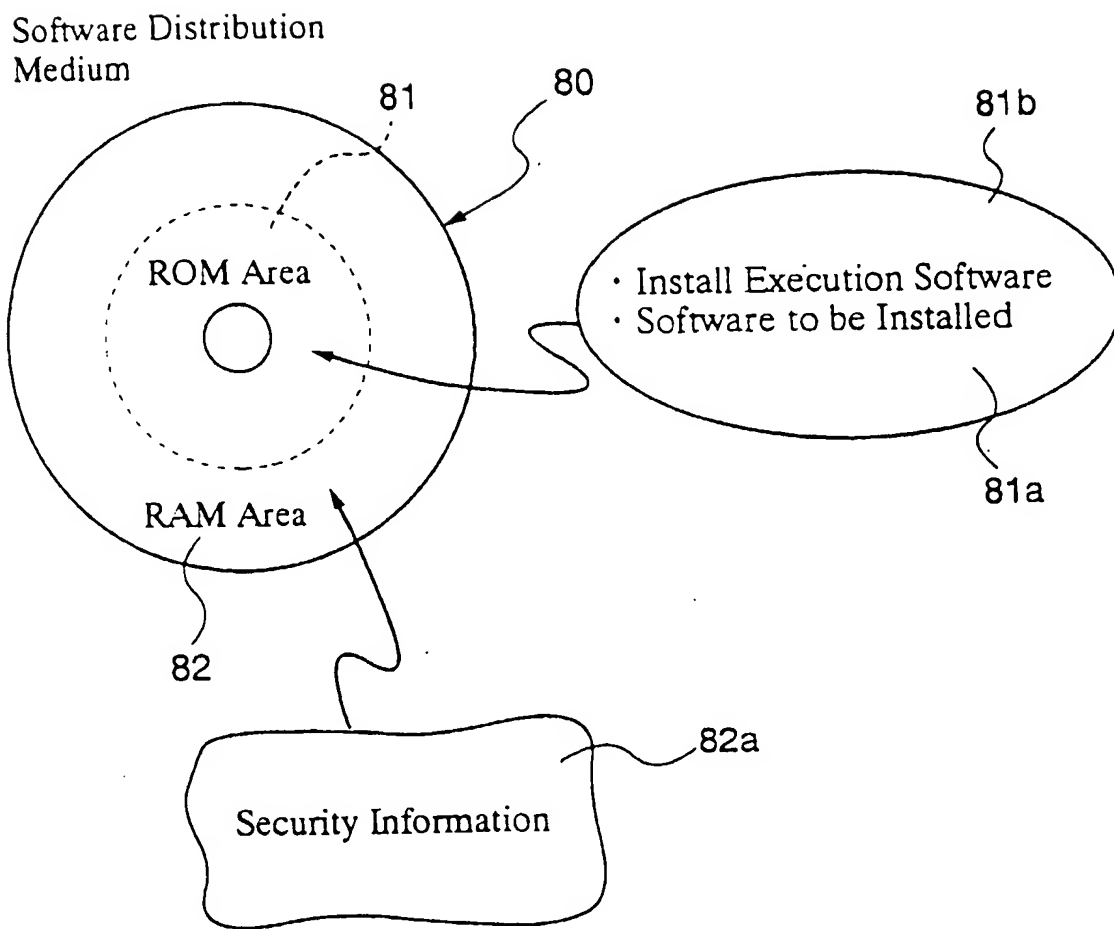 Software Distribution
Medium
81
80
81b
ROM Area
· Install Execution Software
· Software to be Installed
81a
RAM Area
82
82a
Security Information